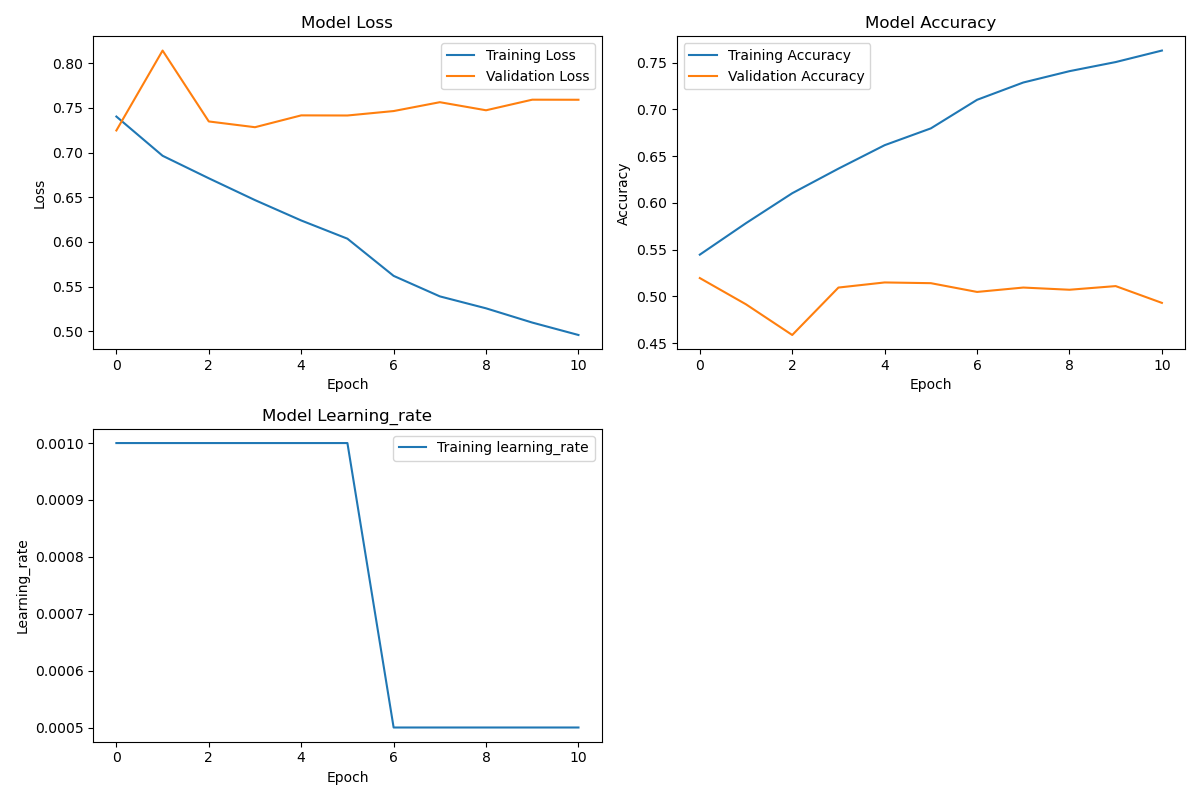 Model Loss
Training Loss
Validation Loss
0.80
0.75
0.70
0.65
0.60
0.55
0.50
Loss
0 2 4 6 8 10
Epoch
Model Accuracy
Training Accuracy
Validation Accuracy
0.75
0.70
0.65
0.60
0.55
0.50
0.45
Accuracy
0 2 4 6 8 10
Epoch
Model Learning_rate
Training learning_rate
0.0010
0.0009
0.0008
0.0007
0.0006
0.0005
Learning_rate
0 2 4 6 8 10
Epoch